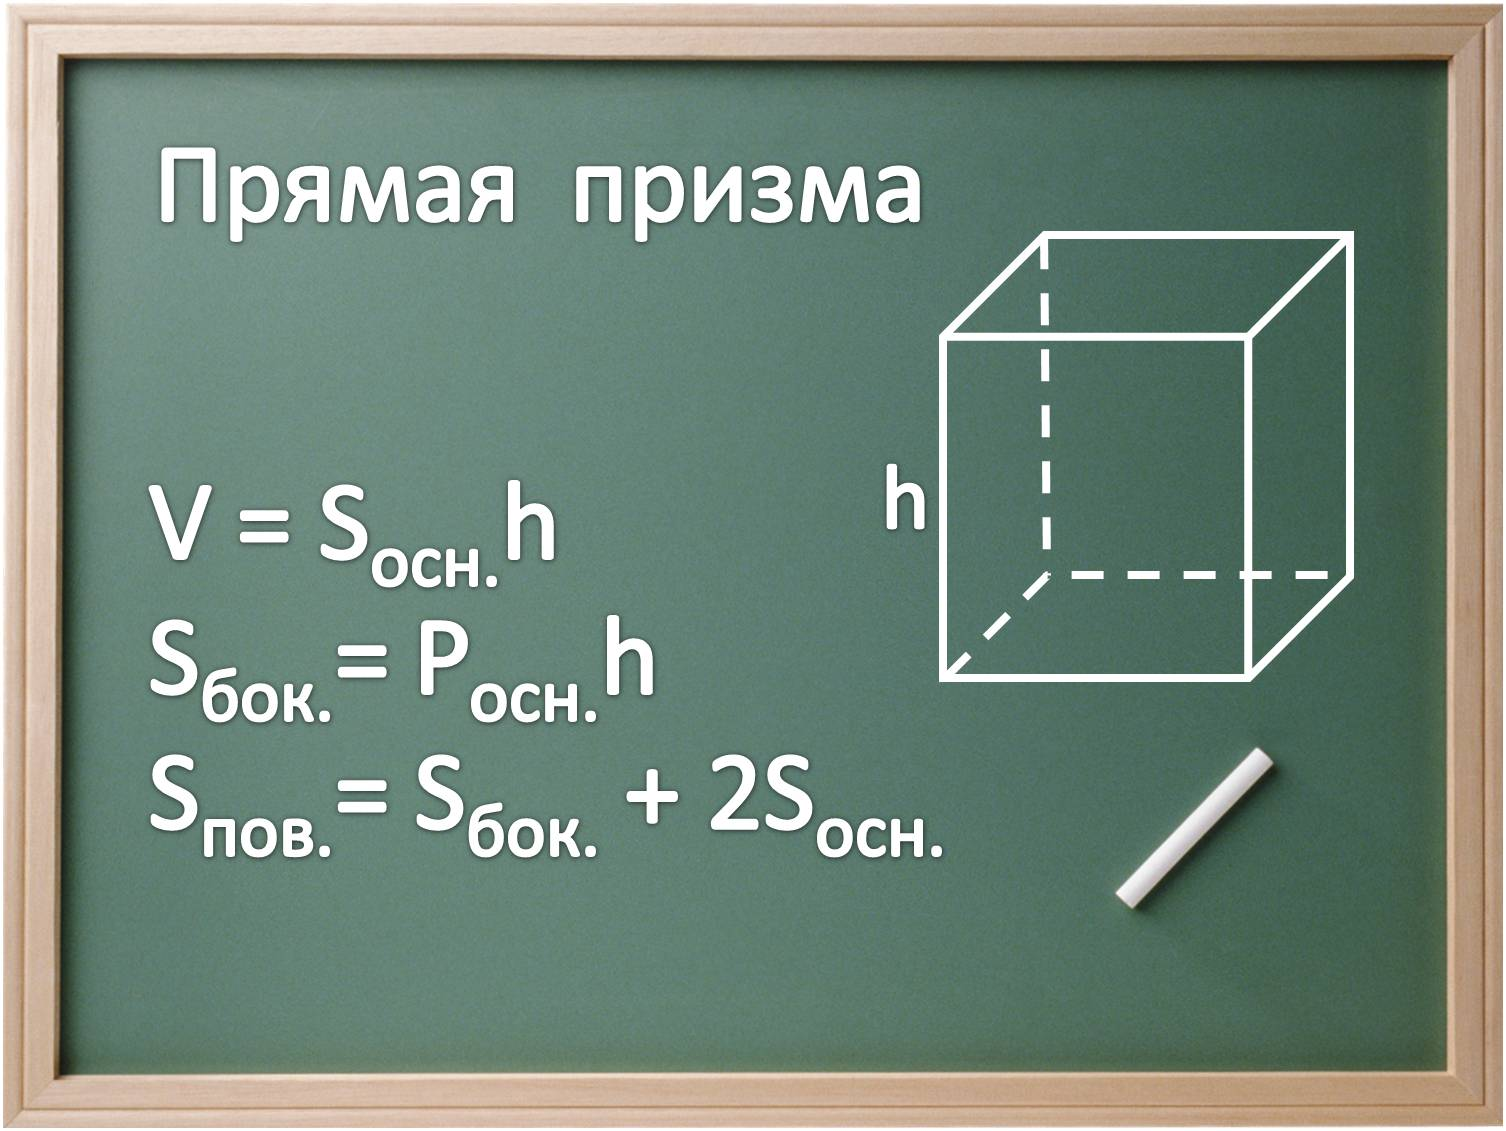 Прямая призма
h
V = Sосн.h
Sбок.= Pосн.h
Sпов.= Sбок. + 2Sосн.